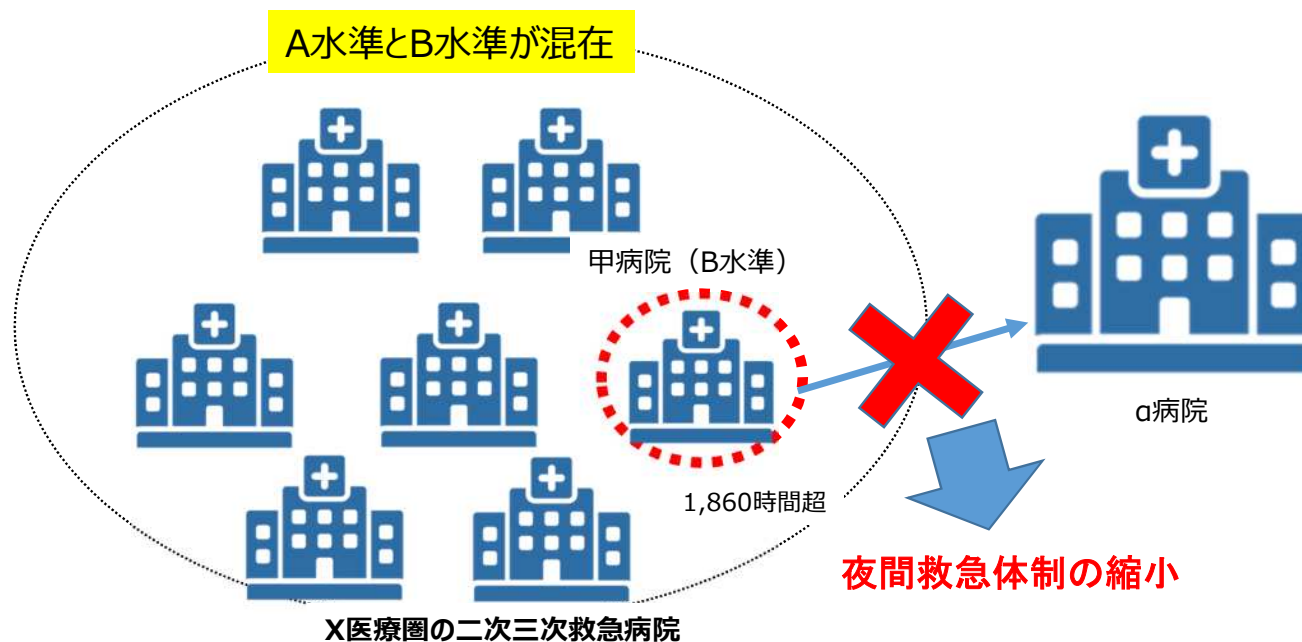 A水準とB水準が混在
甲病院（B水準）
α病院
1,860時間超
夜間救急体制の縮小
X医療圏の二次三次救急病院